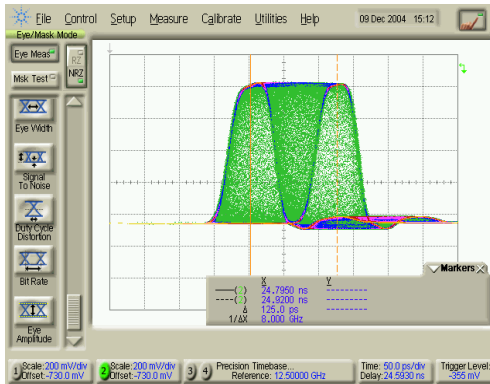 File Control Setup Measure Calibrate Utilities Help 09 Dec 2004 15:12
Eye/Mask Mode
Eye Meas
RZ
NRZ
Msk Test
Eye Width
Signal
To Noise
Duty Cycle
Distortion
Bit Rate
Eye
Amplitude
Markers
X Y
24.7950 ns ---------
24.9200 ns ---------
Δ 125.0 ps ---------
1/ΔX 8.000 GHz
1 Scale:200 mV/div Offset:-730.0 mV
2 Scale:200 mV/div Offset:-730.0 mV
3 4
Precision Timebase...
Reference: 12.50000 GHz
Time: 50.0 ps/div
Delay:24.5930 ns
Trigger Level:
-355 mV